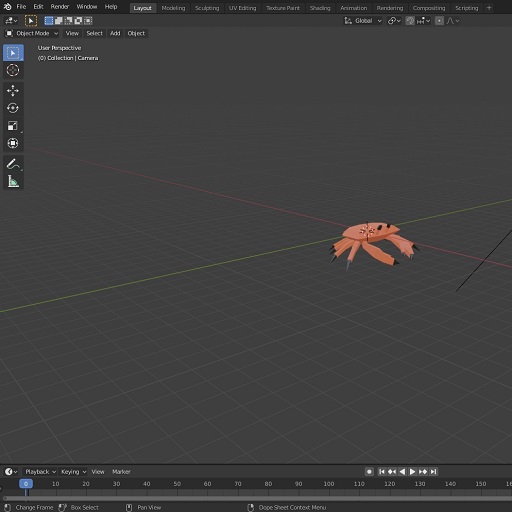 File Edit Render Window Help Layout Modeling Sculpting UV Editing Texture Paint Shading Animation Rendering Compositing Scripting +
Global
Object Mode View Select Add Object
User Perspective
(0) Collection | Camera
Playback Keying View Marker
0 10 20 30 40 50 60 70 80 90 100 110 120 130 140 150 16
Change Frame Box Select Pan View Dope Sheet Context Menu